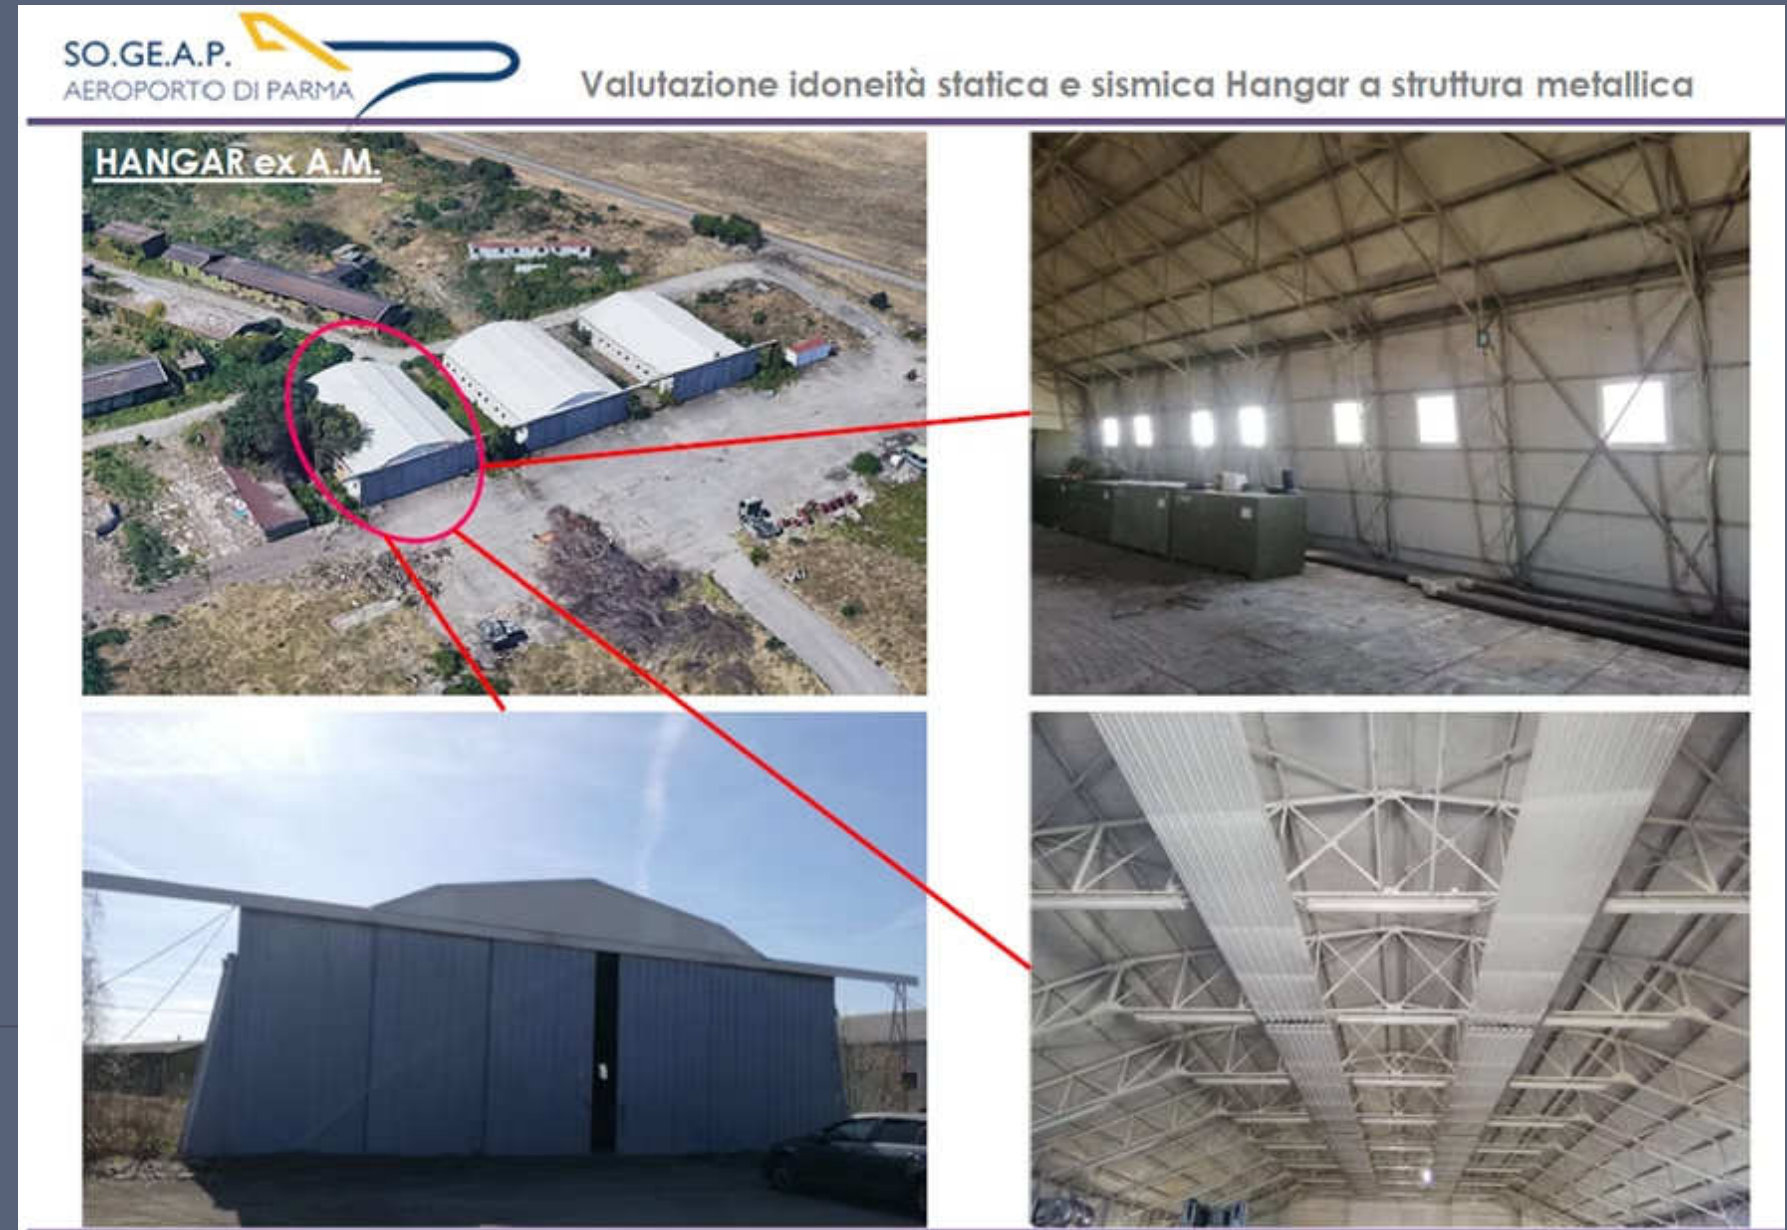 SO.GE.A.P.
AEROPORTO DI PARMA
Valutazione idoneità statica e sismica Hangar a struttura metallica
HANGAR ex A.M.